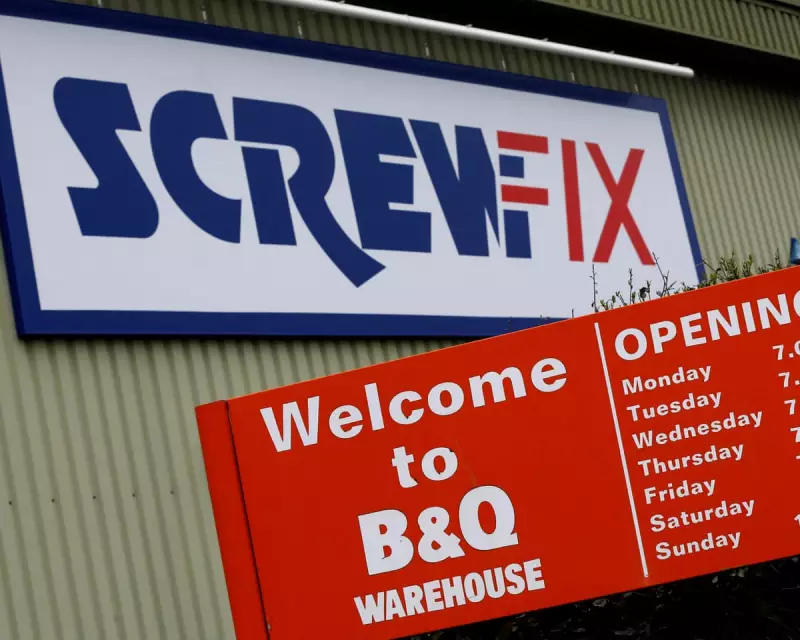 SCREWFIX
Welcome
to
B&Q
WAREHOUSE
OPENING
Monday
Tuesday
Wednesday
Thursday
Friday
Saturday
Sunday